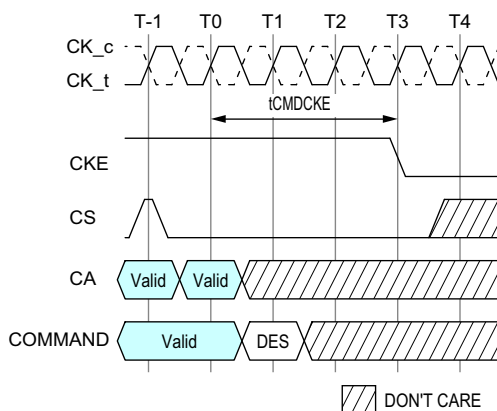 T-1 T0 T1 T2 T3 T4
CK_c
CK_t
tCMDCKE
CKE
CS
CA Valid Valid
COMMAND Valid DES
DON'T CARE